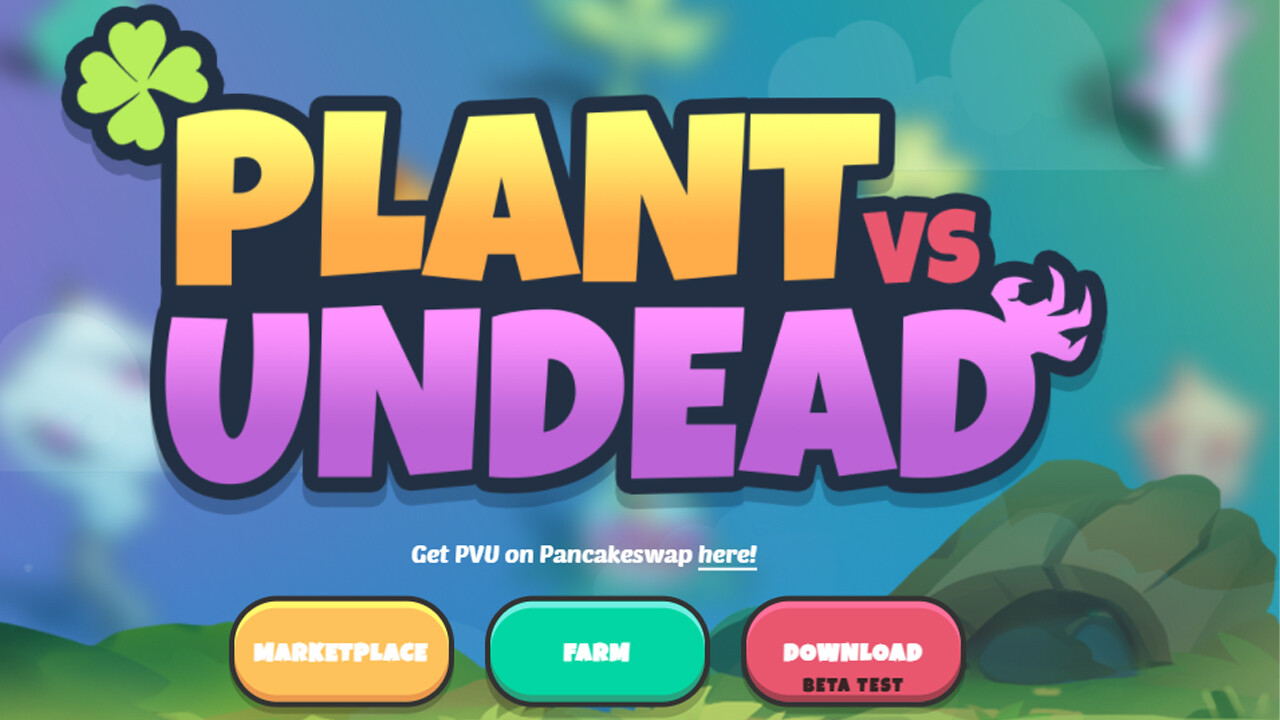 PLANT
VS
UNDEAD
Get PVU on Pancakeswap here!
MARKETPLACE
FARM
DOWNLOAD
BETA TEST